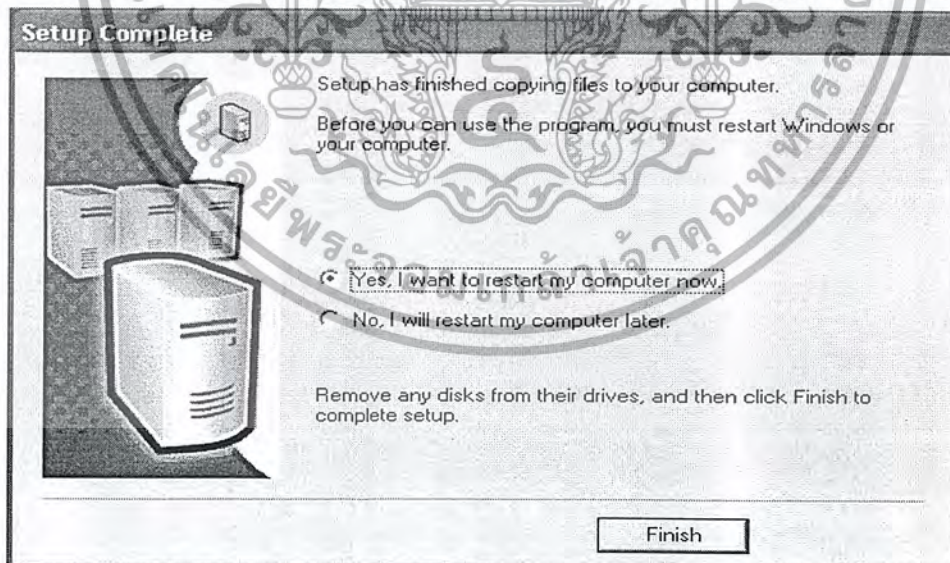 Setup Complete
Setup has finished copying files to your computer.
Before you can use the program, you must restart Windows or
your computer.
Yes, I want to restart my computer now.
No, I will restart my computer later.
Remove any disks from their drives, and then click Finish to
complete setup.
Finish